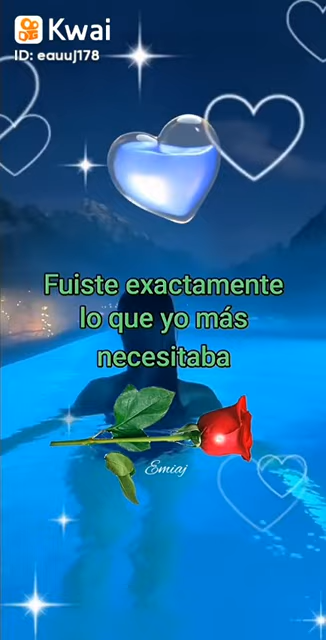 Kwai
ID: eauuj178
Fuiste exactamente
lo que yo más
necesitaba
Emiaj